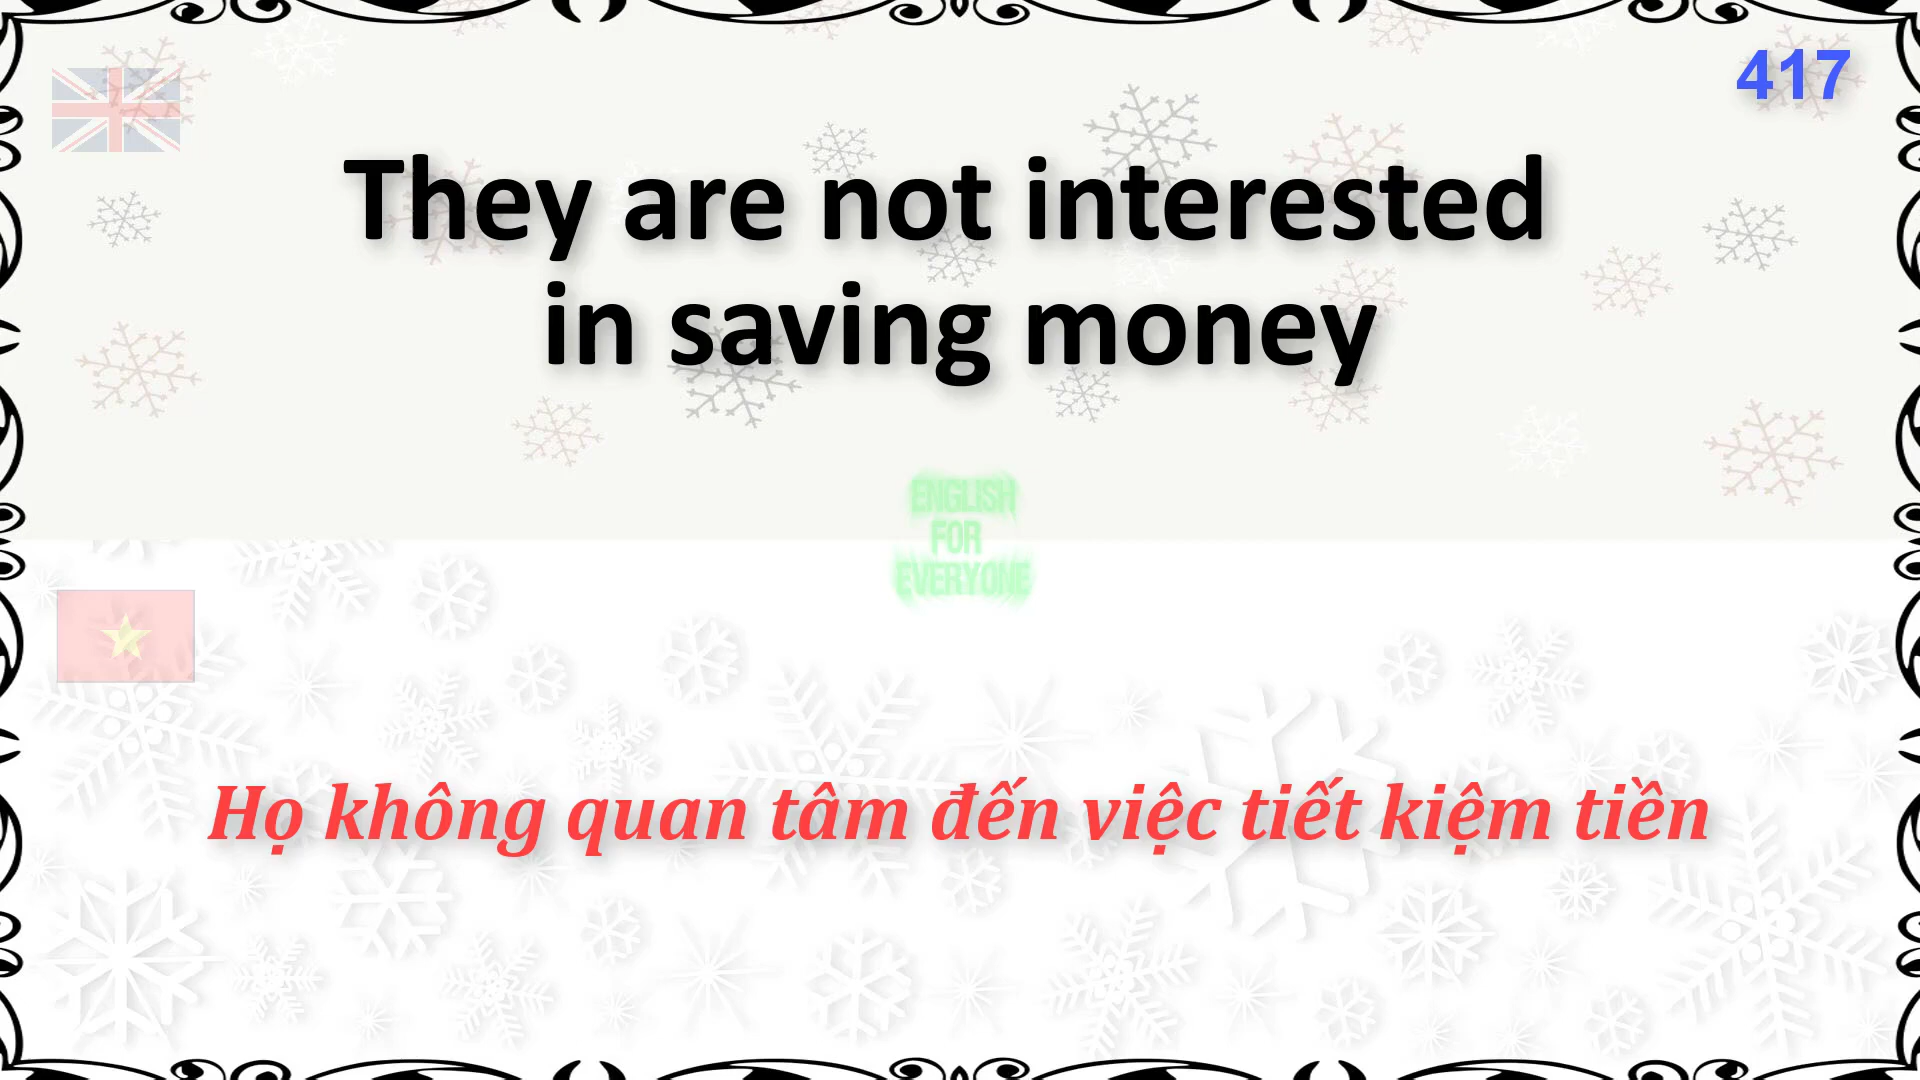 417
They are not interested
in saving money
ENGLISH
FOR
EVERYONE
Họ không quan tâm đến việc tiết kiệm tiền